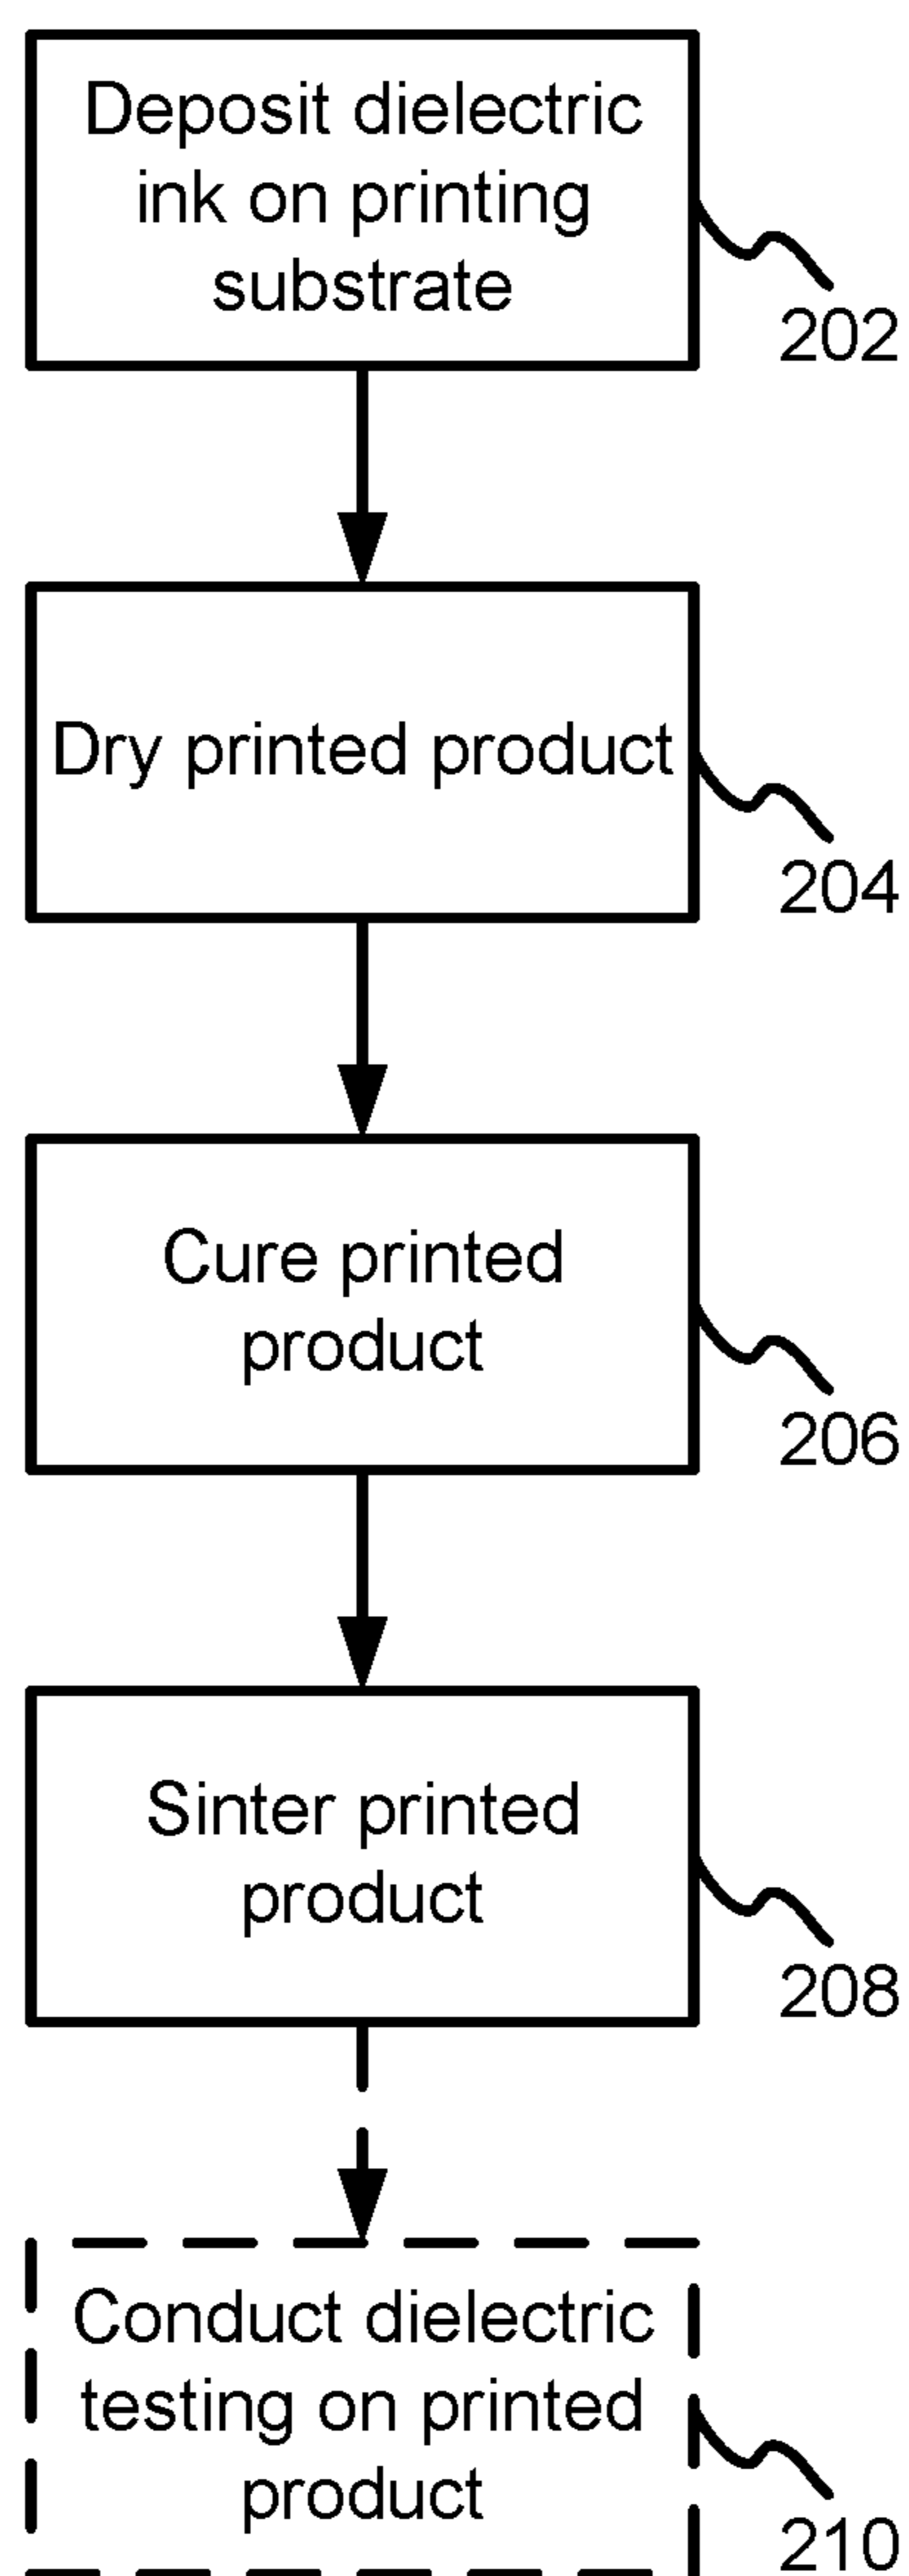 Deposit dielectric
ink on printing
substrate
202
Dry printed product
204
Cure printed
product
206
Sinter printed
product
208
Conduct dielectric
testing on printed
product
210